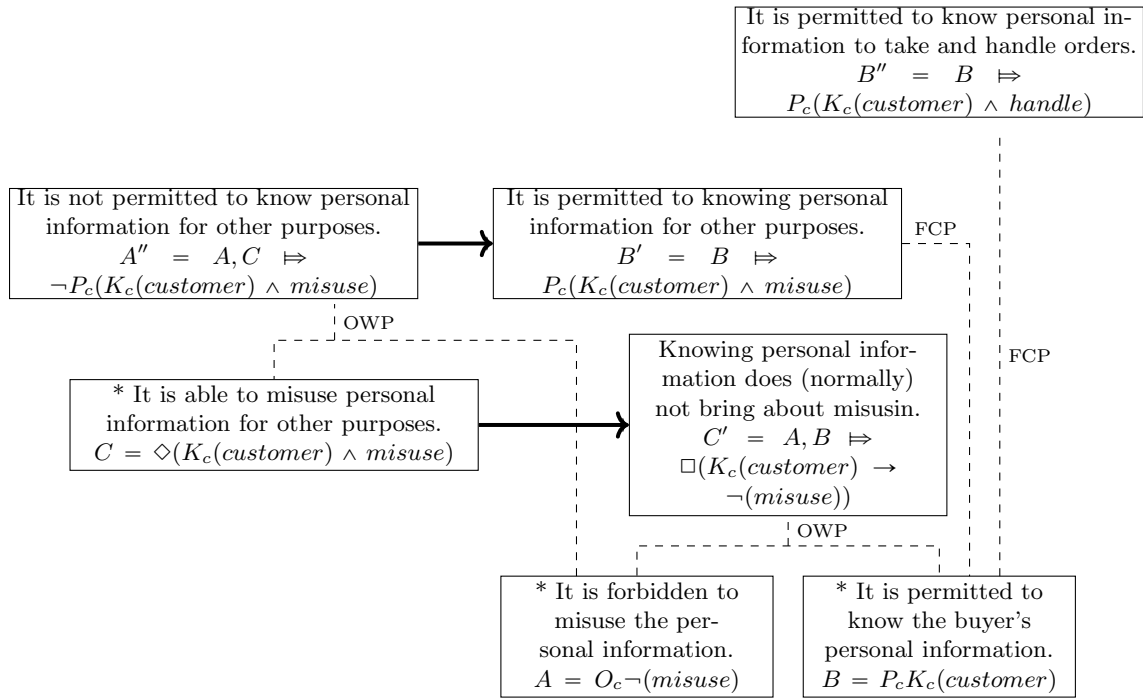 It is permitted to know personal in-
formation to take and handle orders.
B′′ = B ⤇
P_c(K_c(customer) ∧ handle)
It is not permitted to know personal
information for other purposes.
A′′ = A, C ⤇
¬P_c(K_c(customer) ∧ misuse)
It is permitted to knowing personal
information for other purposes.
B′ = B ⤇
P_c(K_c(customer) ∧ misuse)
FCP
OWP
FCP
* It is able to misuse personal
information for other purposes.
C = ◇(K_c(customer) ∧ misuse)
Knowing personal infor-
mation does (normally)
not bring about misusin.
C′ = A, B ⤇
□(K_c(customer) →
¬(misuse))
OWP
* It is forbidden to
misuse the per-
sonal information.
A = O_c¬(misuse)
* It is permitted to
know the buyer's
personal information.
B = P_cK_c(customer)